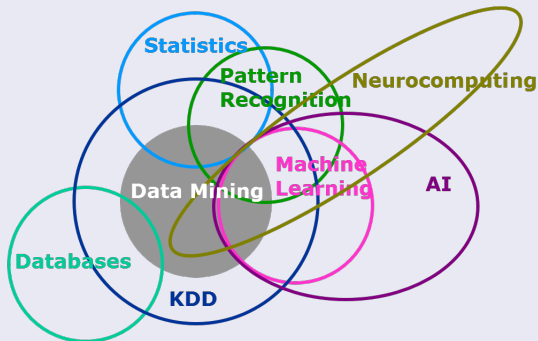 Statistics
Pattern
Recognition
Neurocomputing
Machine
Learning
Data Mining
AI
Databases
KDD